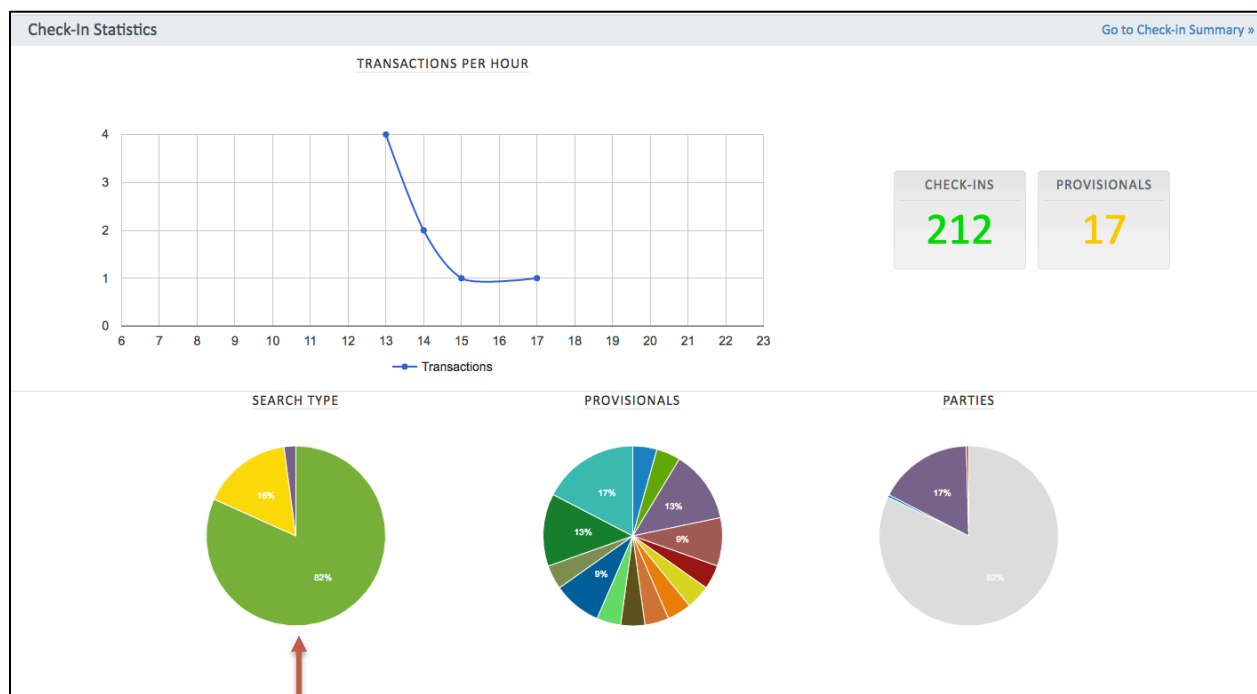 Check-In Statistics
Go to Check-in Summary »
TRANSACTIONS PER HOUR
4
3
2
1
0
6 7 8 9 10 11 12 13 14 15 16 17 18 19 20 21 22 23
Transactions
CHECK-INS
212
PROVISIONALS
17
SEARCH TYPE
16%
82%
PROVISIONALS
17%
13%
13%
9%
9%
PARTIES
17%
82%